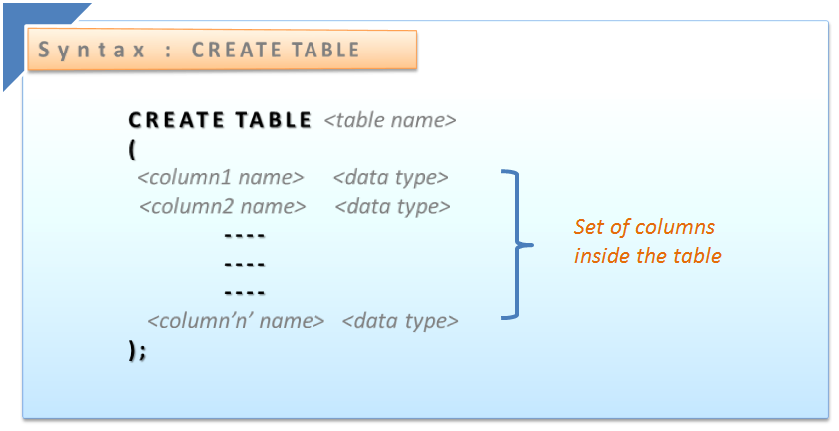 Syntax : CREATE TABLE
CREATE TABLE <table name>
(
<column1 name> <data type>
<column2 name> <data type>
----
----
----
<column’n’ name> <data type>
);
Set of columns
inside the table